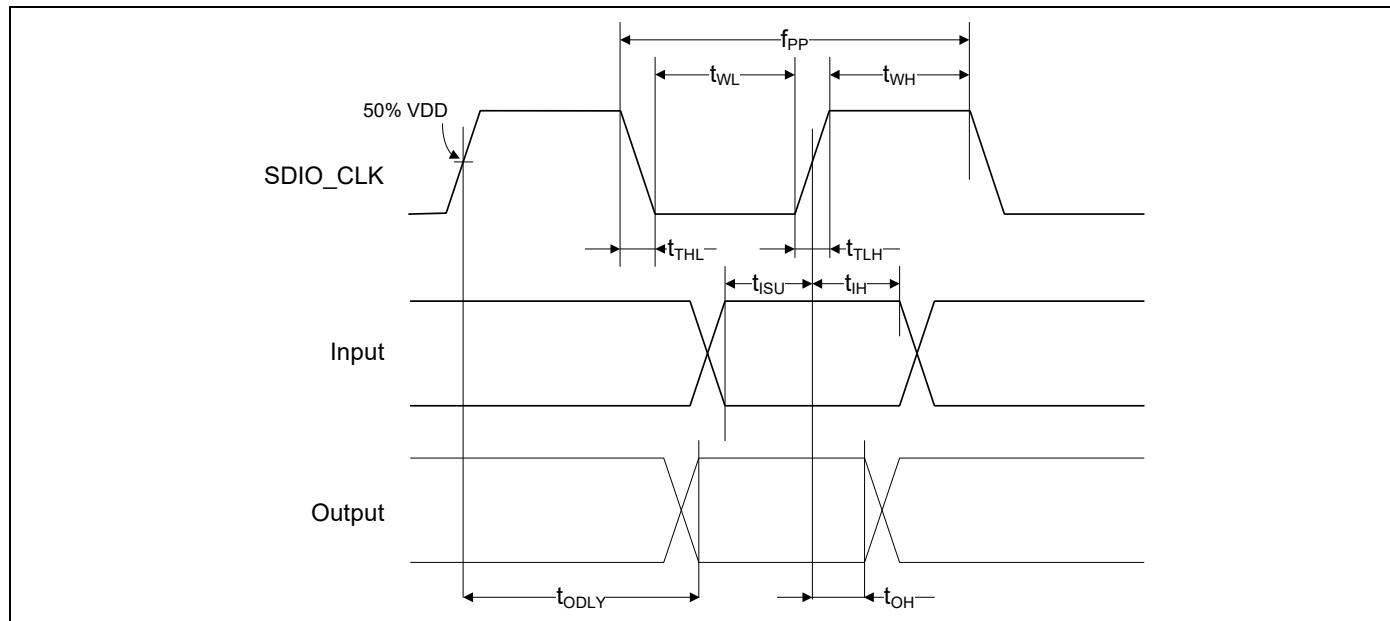 fPP
tWL
tWH
50% VDD
SDIO_CLK
tTHL
tTLH
tISU
tIH
Input
Output
tODLY
tOH